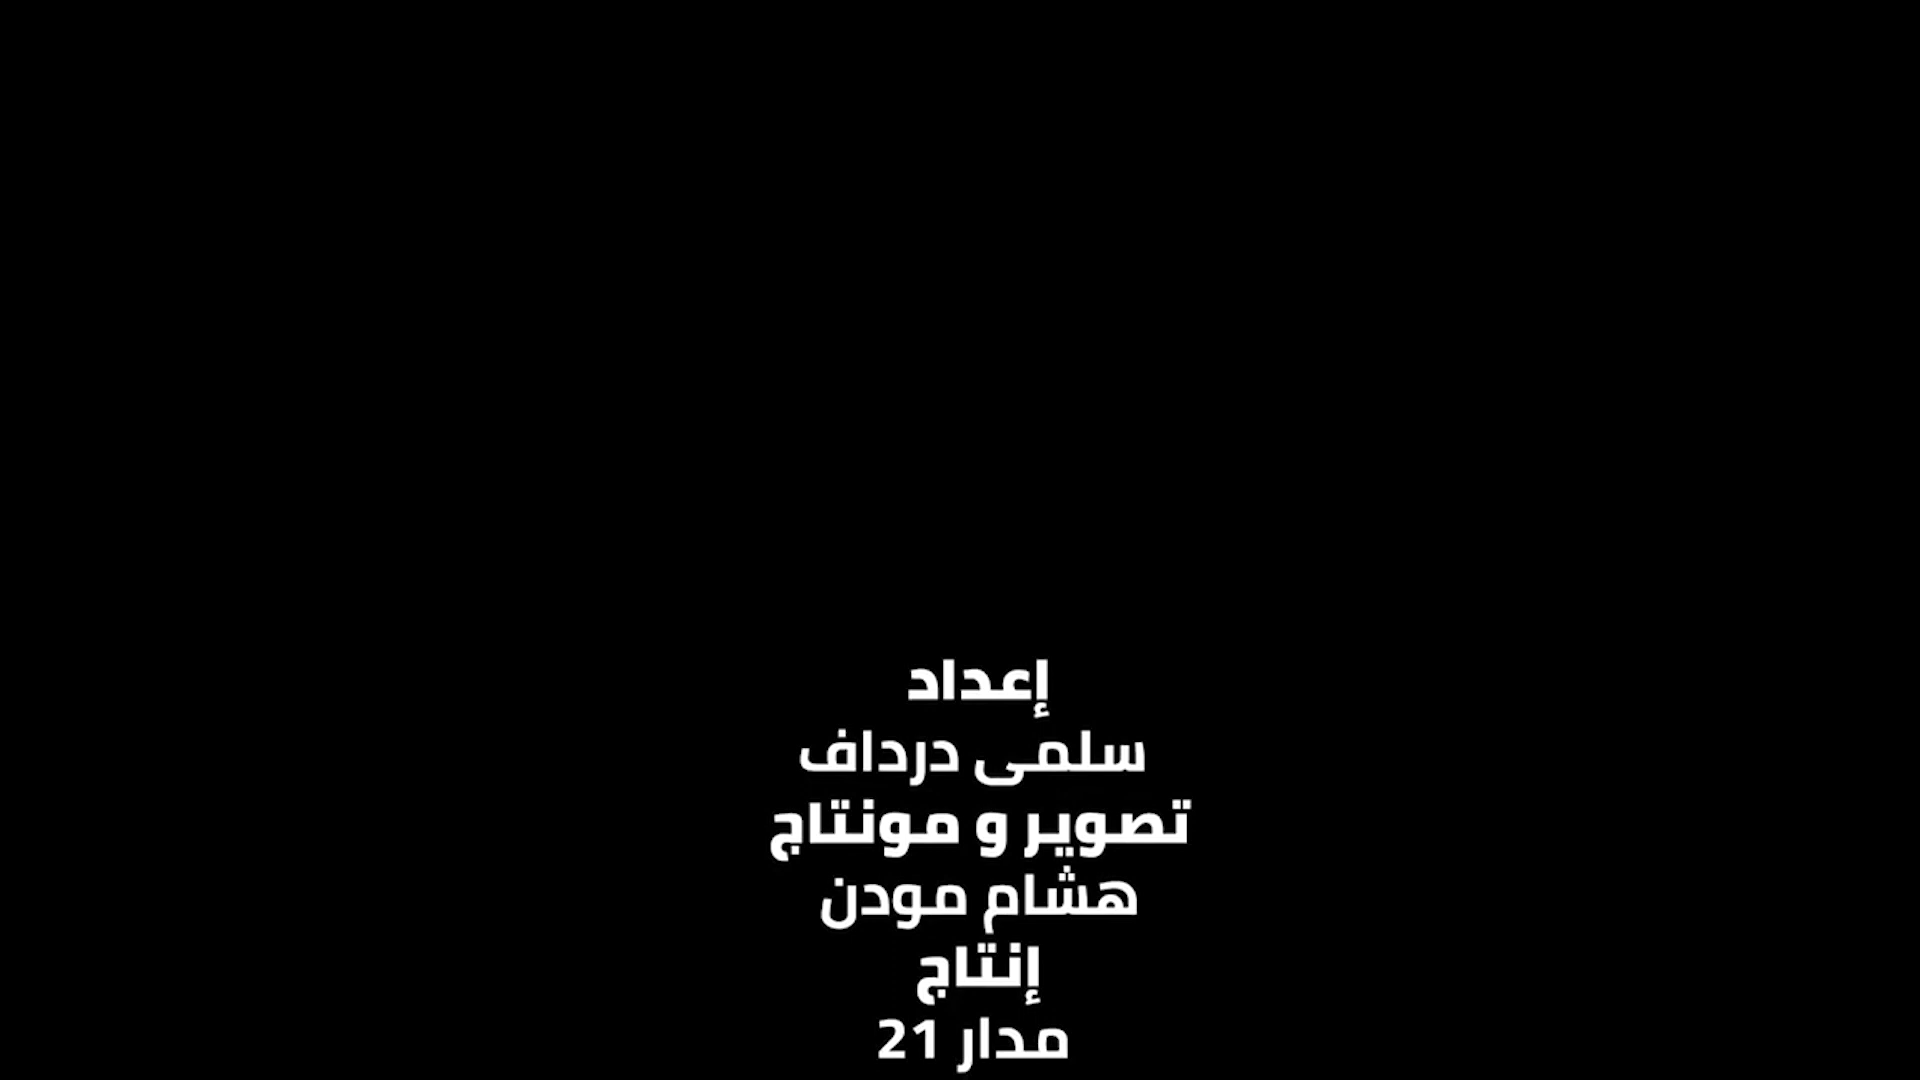 إعداد
سلمى درداف
تصوير و مونتاج
هشام مودن
إنتاج
مدار 21